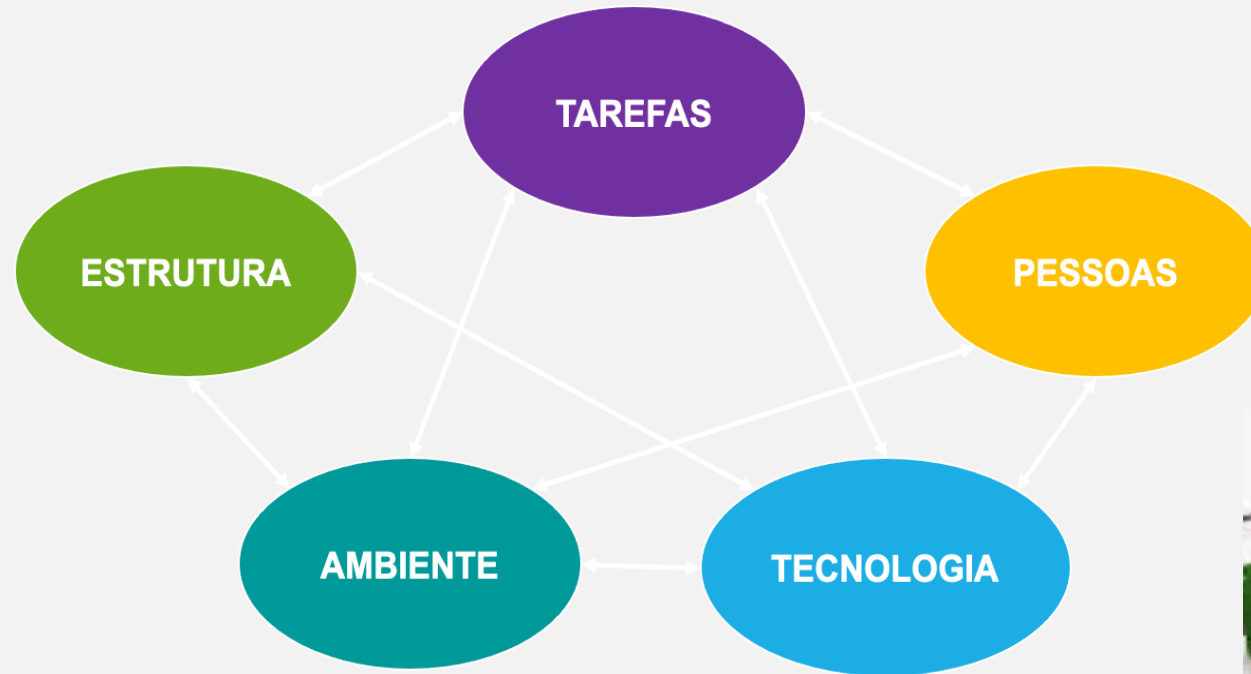 TAREFAS
ESTRUTURA
PESSOAS
AMBIENTE
TECNOLOGIA